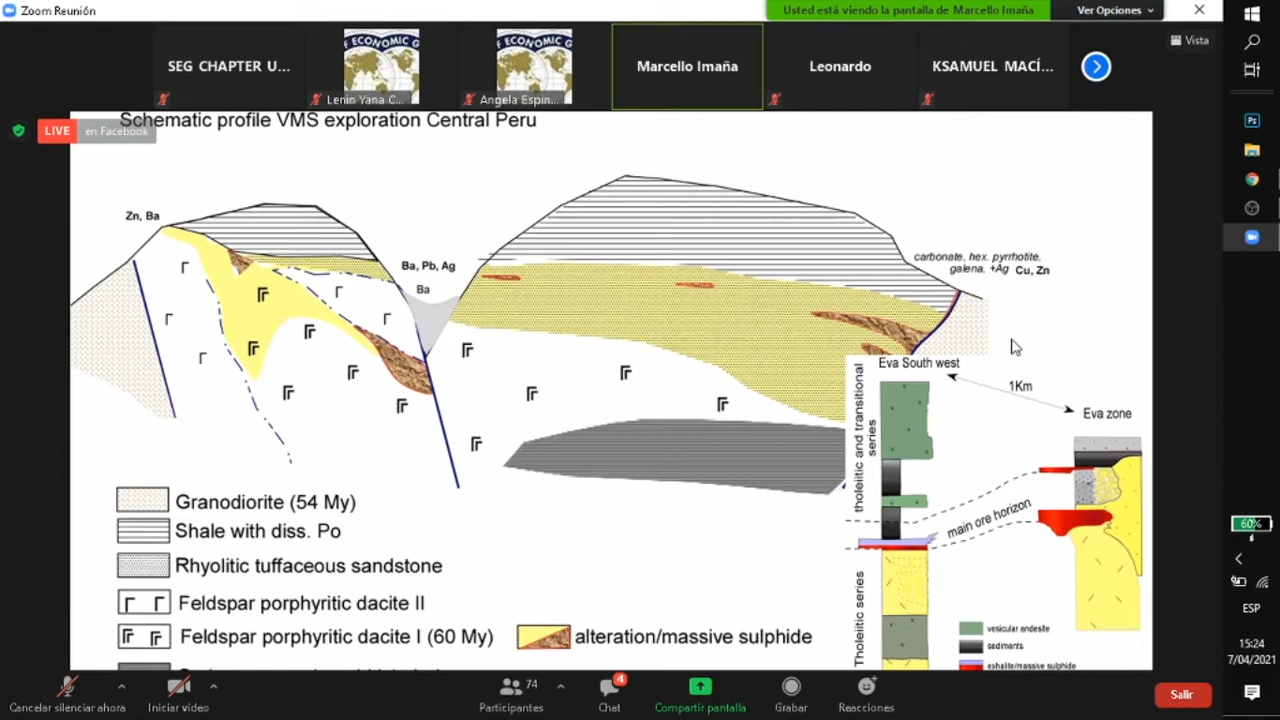 Zoom Reunión
Usted está viendo la pantalla de Marcello Imaña
Ver Opciones
Vista
SEG CHAPTER U...
Lenin Yana C...
Angela Espin...
Marcello Imaña
Leonardo
KSAMUEL MACÍ...
LIVE
en Facebook
Schematic profile VMS exploration Central Peru
Zn, Ba
Ba, Pb, Ag
Ba
carbonate, hex. pyrrhotite,
galena, +Ag Cu, Zn
Eva South west
1Km
Eva zone
tholeiitic and transitional
series
main ore horizon
Tholeiitic series
Granodiorite (54 My)
Shale with diss. Po
Rhyolitic tuffaceous sandstone
Feldspar porphyritic dacite II
Feldspar porphyritic dacite I (60 My)
alteration/massive sulphide
vesicular andesite
sediments
exhalite/massive sulphide
60%
ESP
15:24
7/04/2021
Cancelar silenciar ahora
Iniciar video
74
Participantes
4
Chat
Compartir pantalla
Grabar
Reacciones
Salir